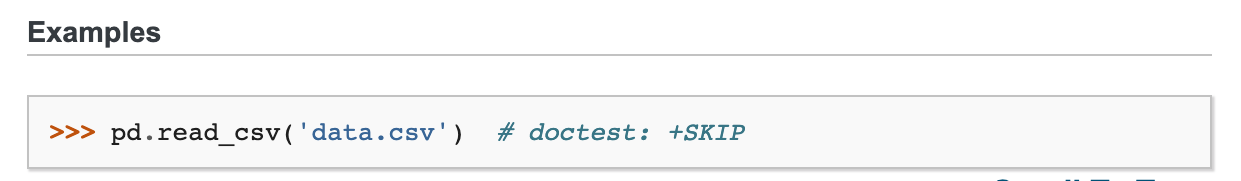 Examples
>>> pd.read_csv('data.csv')  # doctest: +SKIP